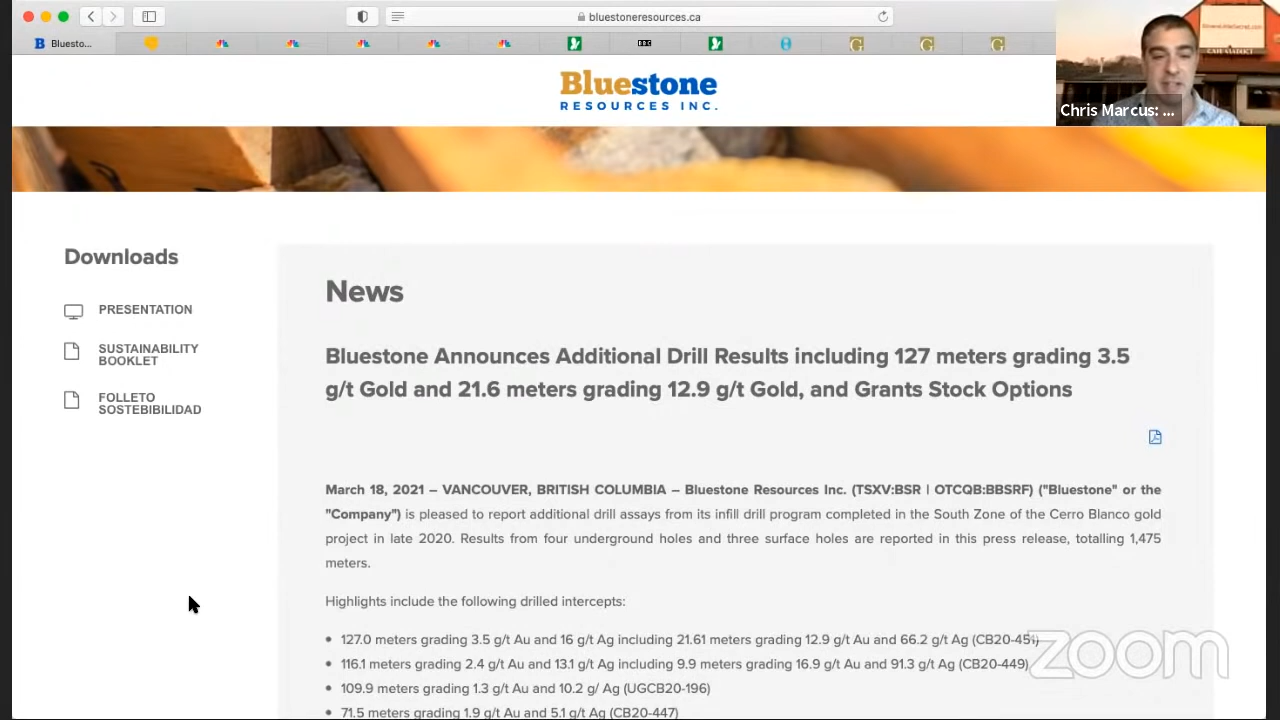 bluestoneresources.ca
Bluesto...
Bluestone
RESOURCES INC.
Chris Marcus: ...
Downloads
PRESENTATION
SUSTAINABILITY
BOOKLET
FOLLETO
SOSTEBIBILIDAD
News
Bluestone Announces Additional Drill Results including 127 meters grading 3.5
g/t Gold and 21.6 meters grading 12.9 g/t Gold, and Grants Stock Options
March 18, 2021 – VANCOUVER, BRITISH COLUMBIA – Bluestone Resources Inc. (TSXV:BSR | OTCQB:BBSRF) ("Bluestone" or the
"Company") is pleased to report additional drill assays from its infill drill program completed in the South Zone of the Cerro Blanco gold
project in late 2020. Results from four underground holes and three surface holes are reported in this press release, totalling 1,475
meters.
Highlights include the following drilled intercepts:
• 127.0 meters grading 3.5 g/t Au and 16 g/t Ag including 21.61 meters grading 12.9 g/t Au and 66.2 g/t Ag (CB20-451)
• 116.1 meters grading 2.4 g/t Au and 13.1 g/t Ag including 9.9 meters grading 16.9 g/t Au and 91.3 g/t Ag (CB20-449)
• 109.9 meters grading 1.3 g/t Au and 10.2 g/ Ag (UGCB20-196)
• 71.5 meters grading 1.9 g/t Au and 5.1 g/t Ag (CB20-447)
zoom